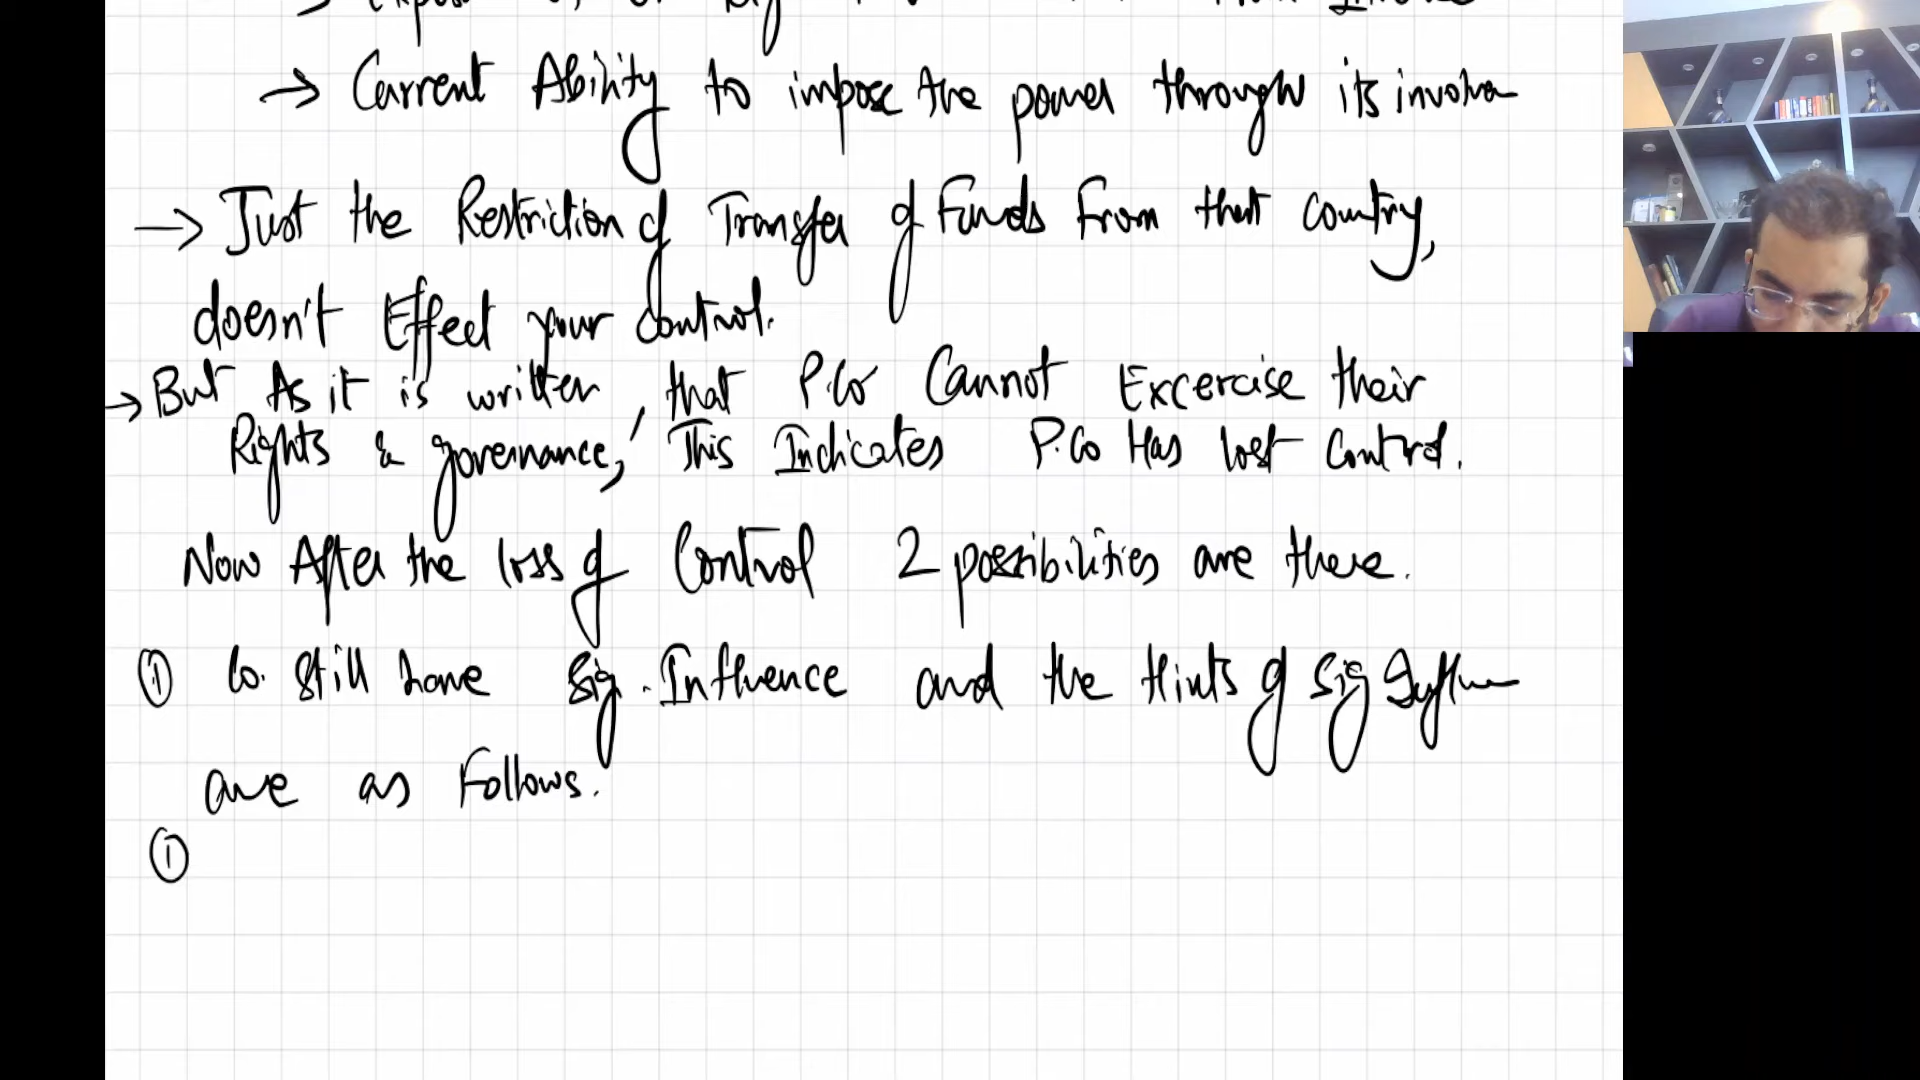 → Current Ability to impose the power through its involve
→ Just the Restriction of Transfer of Funds From that Country,
doesn't Effect your control.
→ But As it is written, that P.Co Cannot Excercise their
Rights & governance, This Indicates P.Co Has lost Control.
Now After the loss of Control 2 possibilities are there.
① Co. Still have Sig. Influence and the Hints of Sig Influe
are as Follows.
①